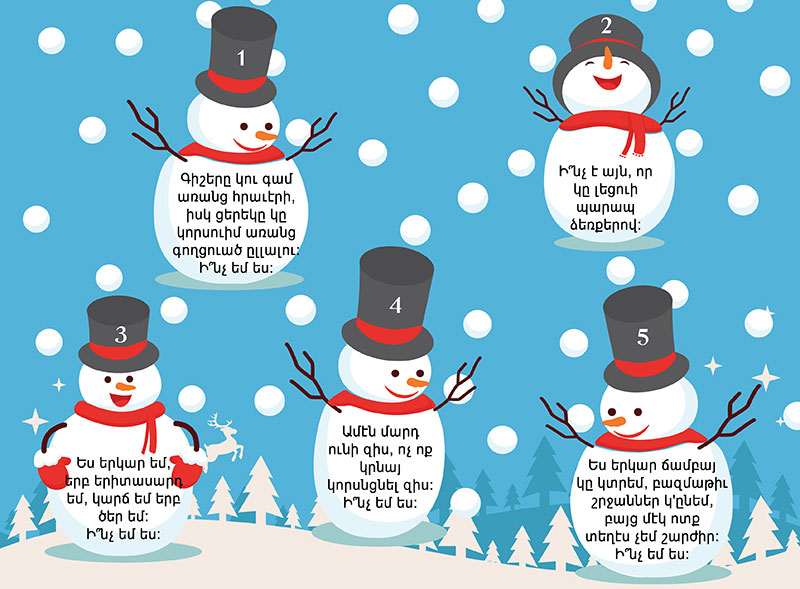 1
Գիշերը կու գամ
առանց հրաւէրի,
իսկ ցերեկը կը
կորսուիմ առանց
գողցուած ըլլալու:
Ի՞նչ եմ ես:
2
Ի՞նչ է այն, որ
կը լեցուի
պարապ
ձեռքերով:
3
Ես երկար եմ,
երբ երիտասարդ
եմ, կարճ եմ երբ
ծեր եմ:
Ի՞նչ եմ ես:
4
Ամէն մարդ
ունի զիս, ոչ ոք
կրնայ
կորսնցնել զիս:
Ի՞նչ եմ ես:
5
Ես երկար ճամբայ
կը կտրեմ, բազմաթիւ
շրջաններ կ'ընեմ,
բայց մէկ ոտք
տեղէս չեմ շարժիր:
Ի՞նչ եմ ես: